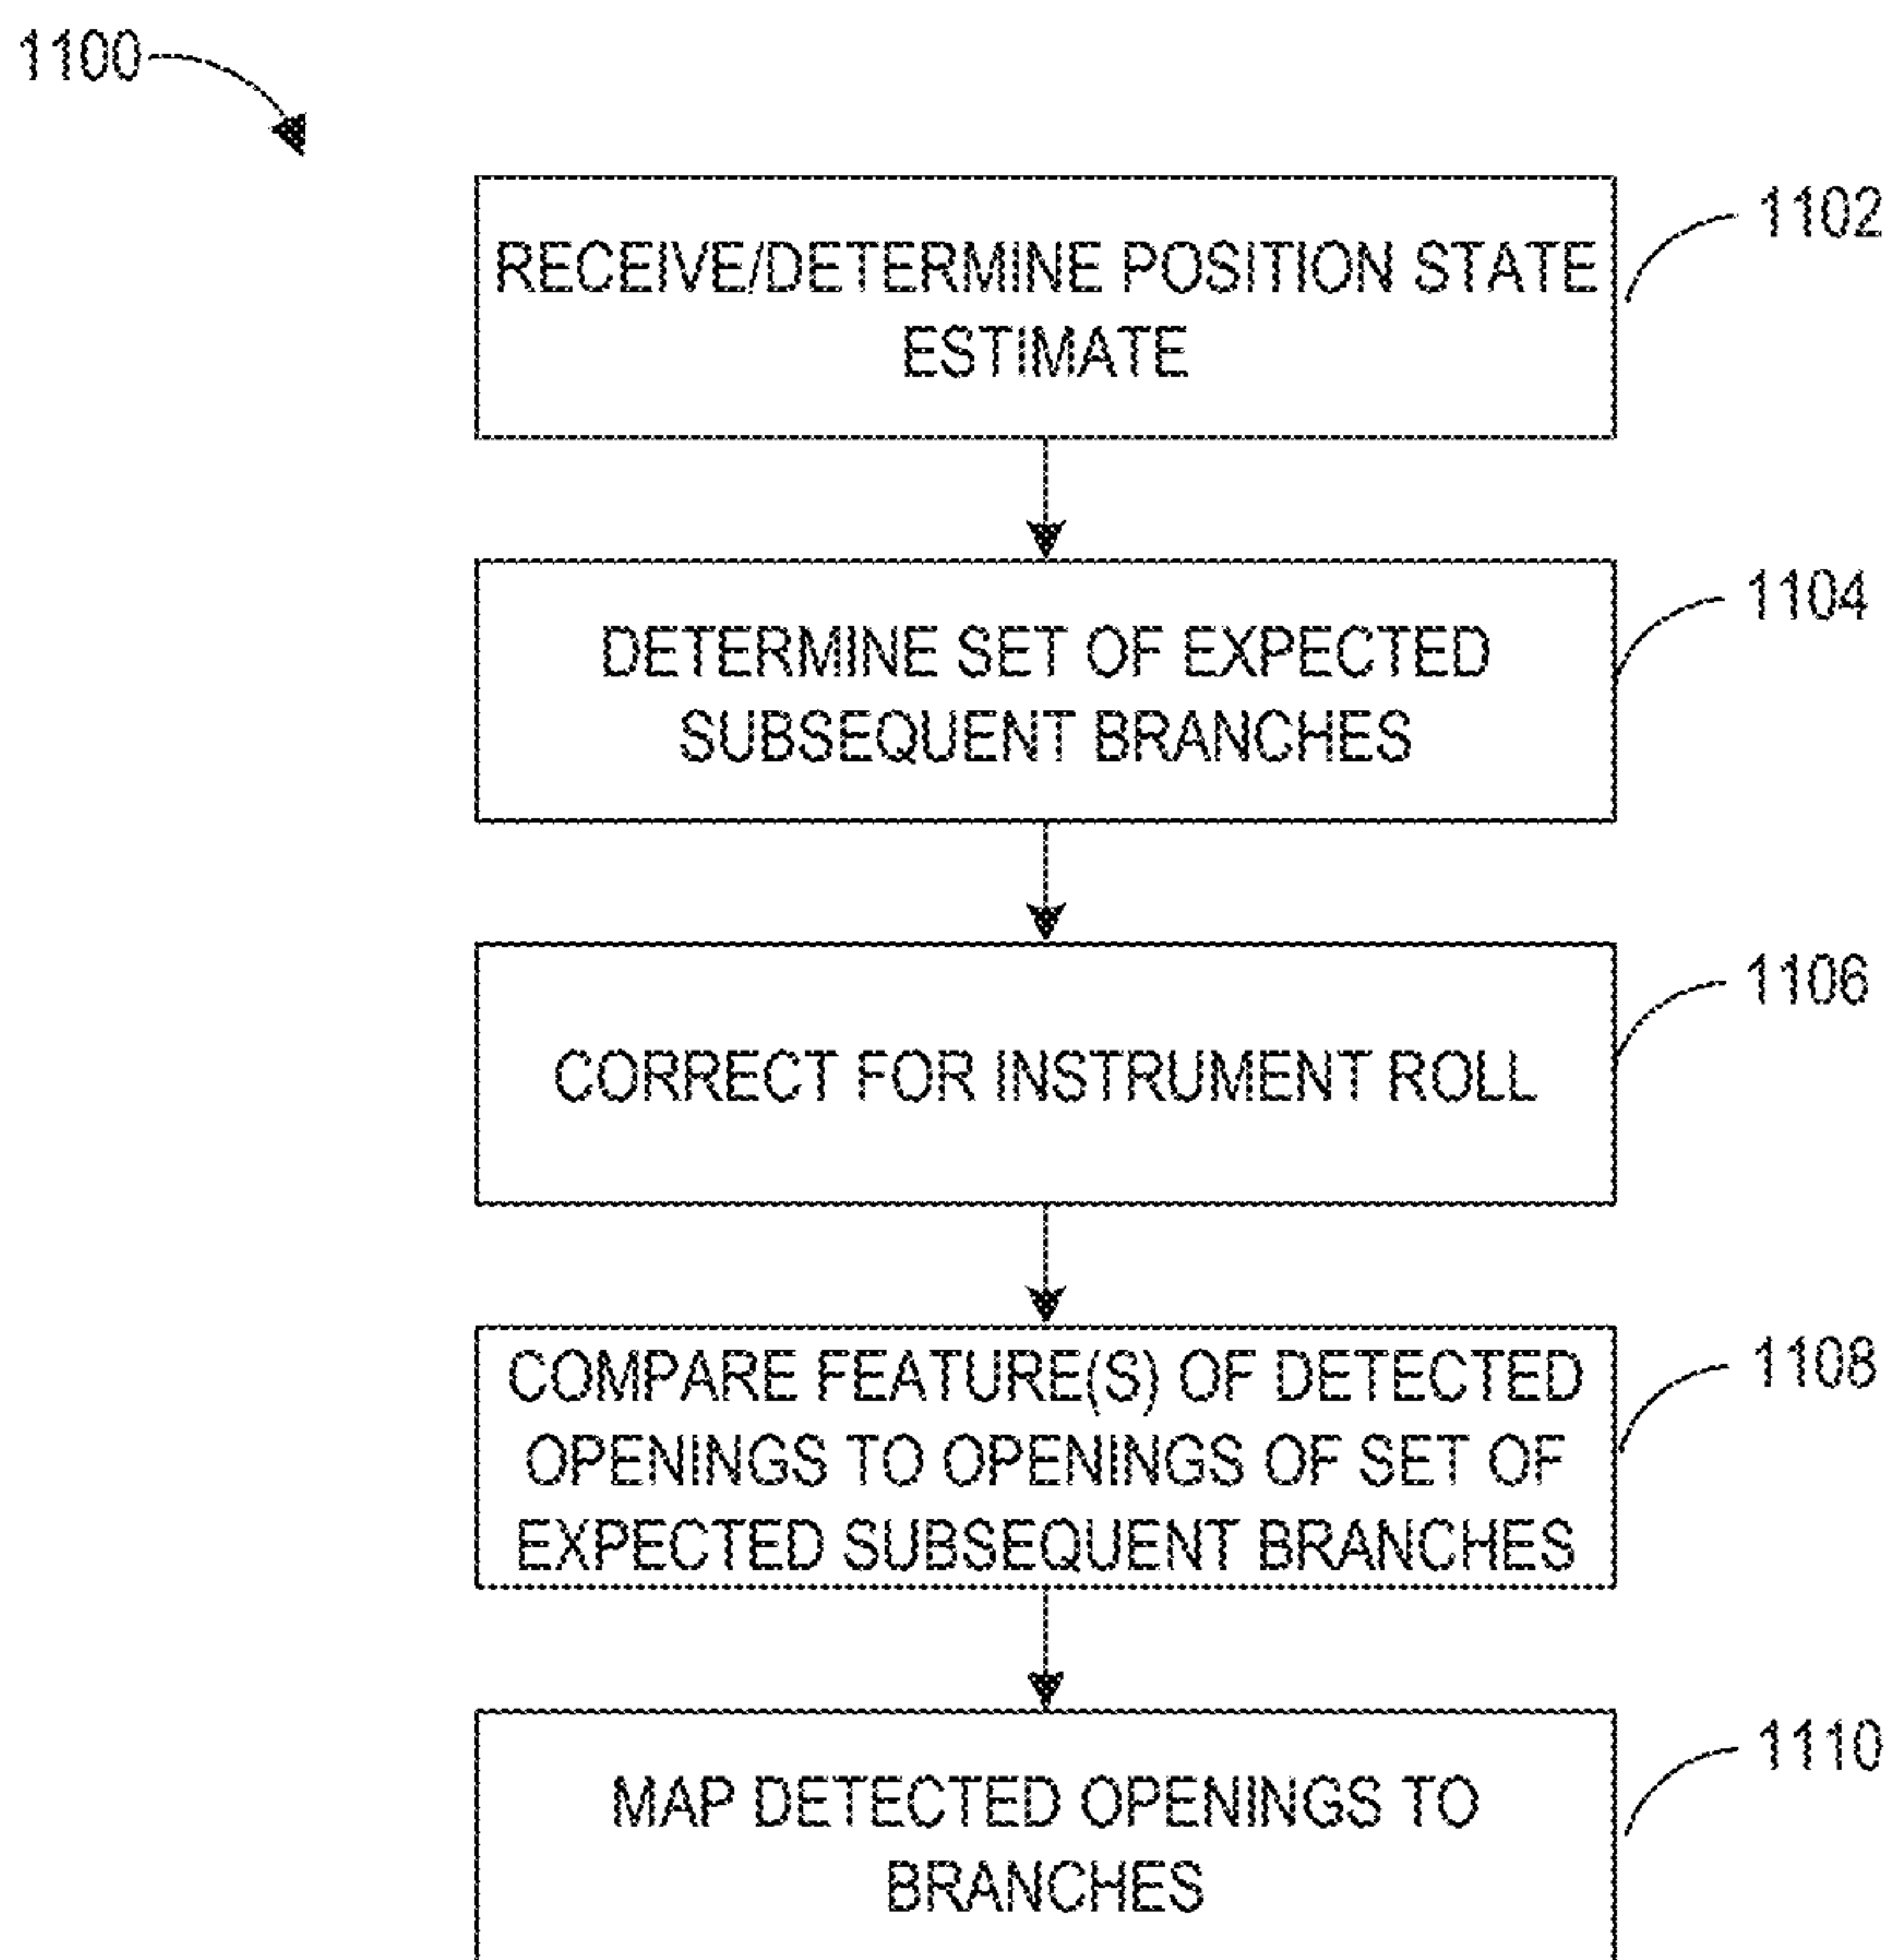 1100
RECEIVE/DETERMINE POSITION STATE
ESTIMATE
1102
DETERMINE SET OF EXPECTED
SUBSEQUENT BRANCHES
1104
CORRECT FOR INSTRUMENT ROLL
1106
COMPARE FEATURE(S) OF DETECTED
OPENINGS TO OPENINGS OF SET OF
EXPECTED SUBSEQUENT BRANCHES
1108
MAP DETECTED OPENINGS TO
BRANCHES
1110